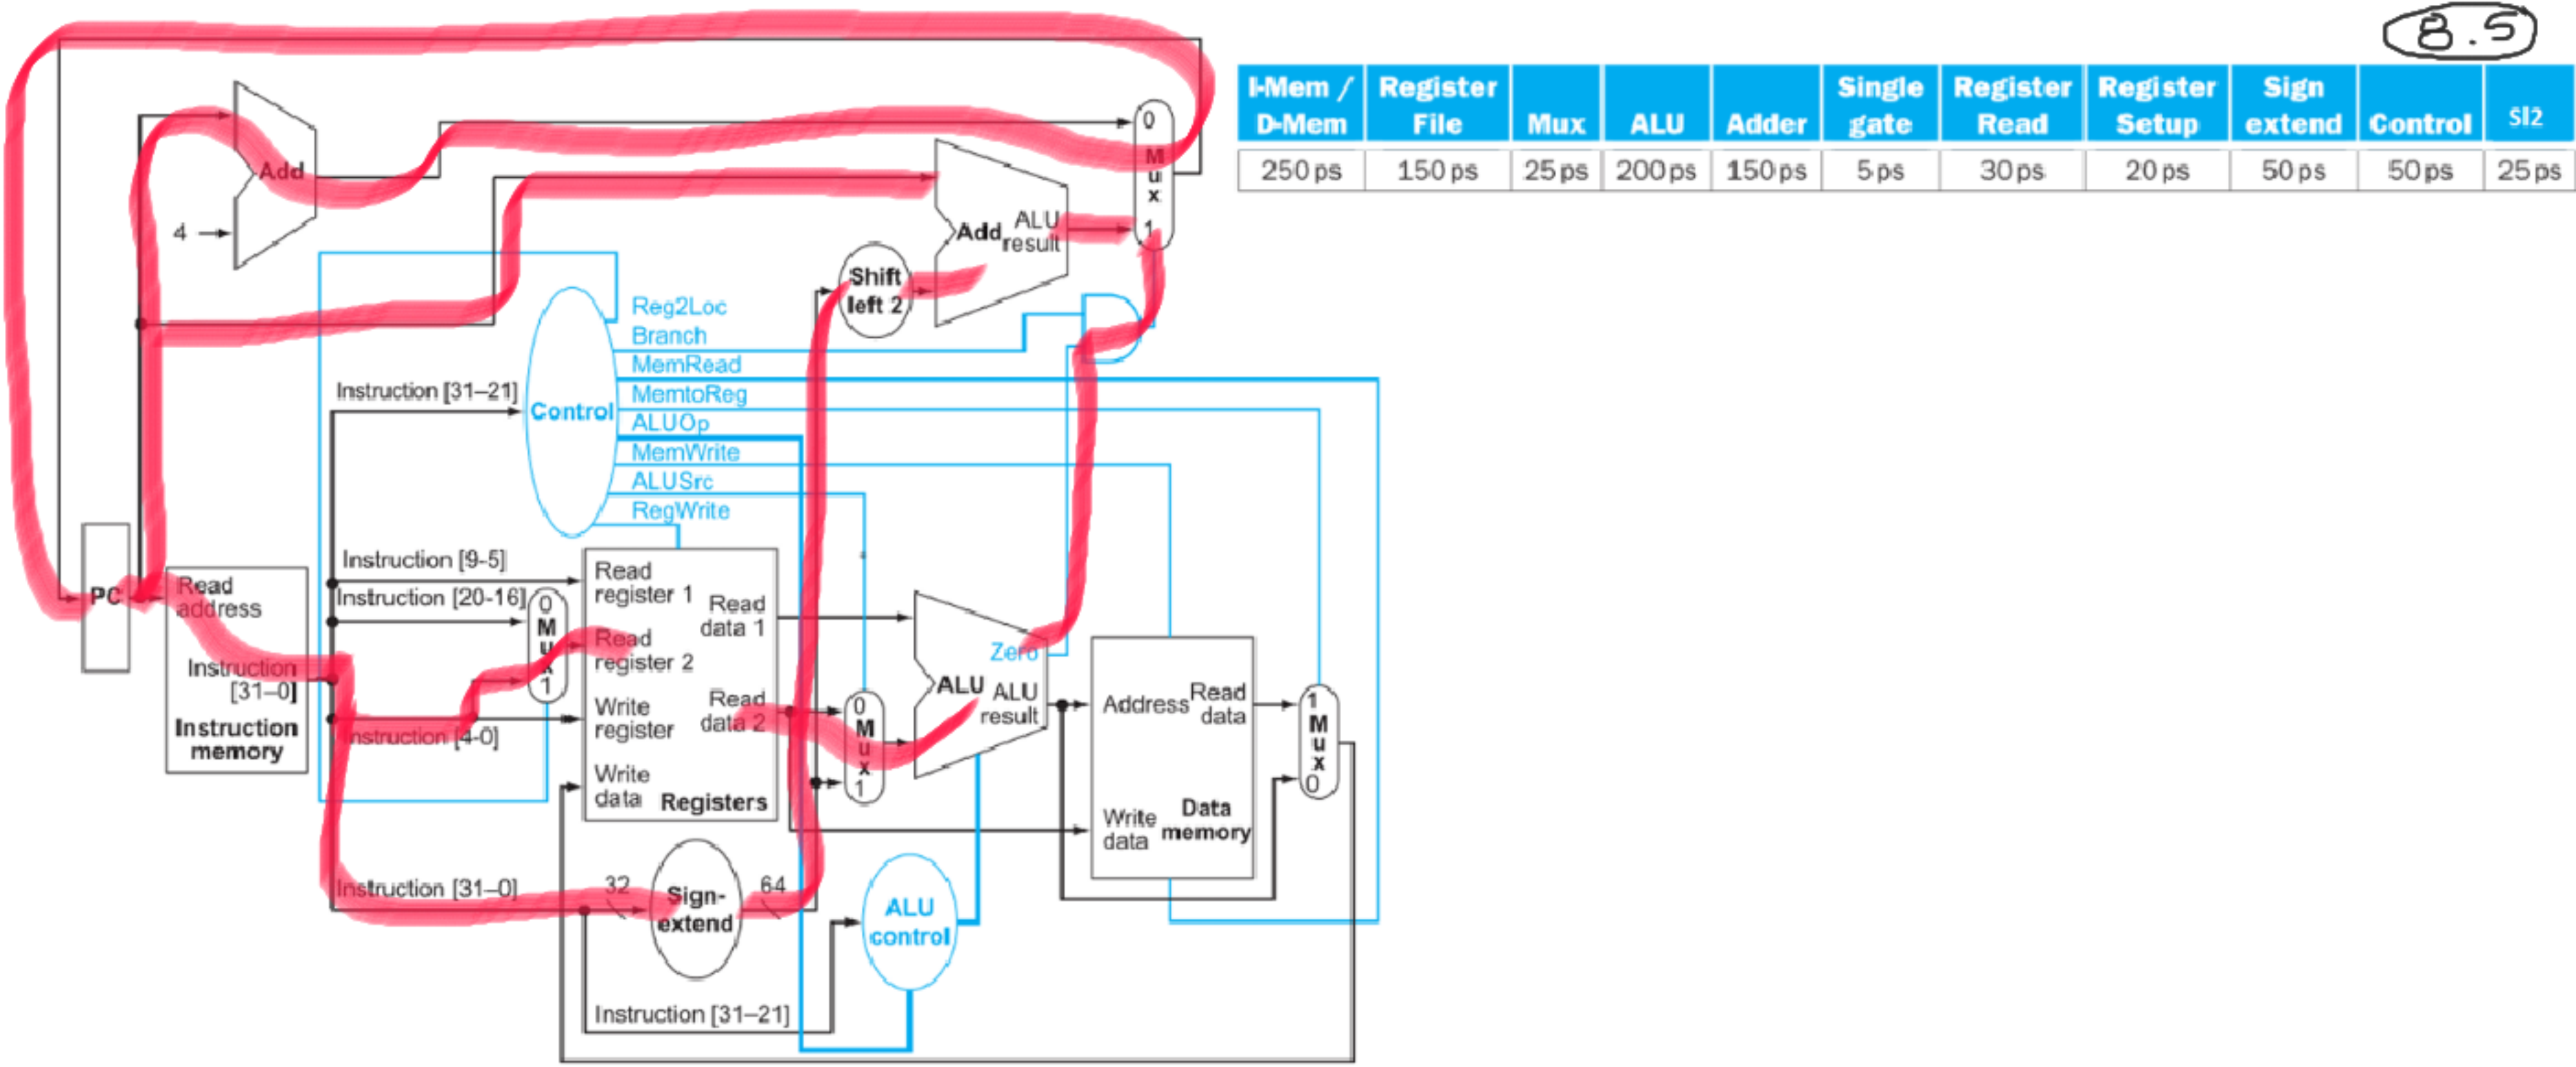 8.5
I-Mem / D-Mem
Register File
Mux
ALU
Adder
Single gate
Register Read
Register Setup
Sign extend
Control
Sl2
250 ps
150 ps
25 ps
200 ps
150 ps
5 ps
30 ps
20 ps
50 ps
50 ps
25 ps
Add
4
0
M
u
x
1
Add
ALU
result
Shift
left 2
Reg2Loc
Branch
MemRead
MemtoReg
ALUOp
MemWrite
ALUSrc
RegWrite
Instruction [31–21]
Control
PC
Read
address
Instruction
[31–0]
Instruction
memory
Instruction [9-5]
Instruction [20-16]
Instruction [4-0]
0
M
u
x
1
Read
register 1
Read
register 2
Write
register
Write
data
Read
data 1
Read
data 2
Registers
0
M
u
x
1
Zero
ALU
ALU
result
Address
Read
data
Write
data
Data
memory
1
M
u
x
0
Instruction [31–0]
32
Sign-
extend
64
ALU
control
Instruction [31–21]